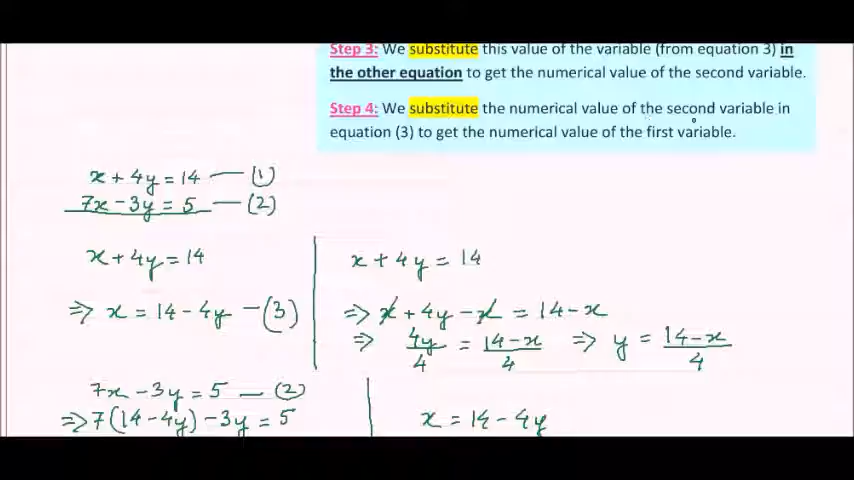 Step 3: We substitute this value of the variable (from equation 3) in
the other equation to get the numerical value of the second variable.
Step 4: We substitute the numerical value of the second variable in
equation (3) to get the numerical value of the first variable.
x + 4y = 14 — (1)
7x - 3y = 5 — (2)
x + 4y = 14
⇒ x = 14 - 4y - (3)
x + 4y = 14
⇒ x + 4y - x = 14 - x
⇒ 4y/4 = (14-x)/4 ⇒ y = (14-x)/4
7x - 3y = 5 — (2)
⇒ 7(14 - 4y) - 3y = 5
x = 14 - 4y